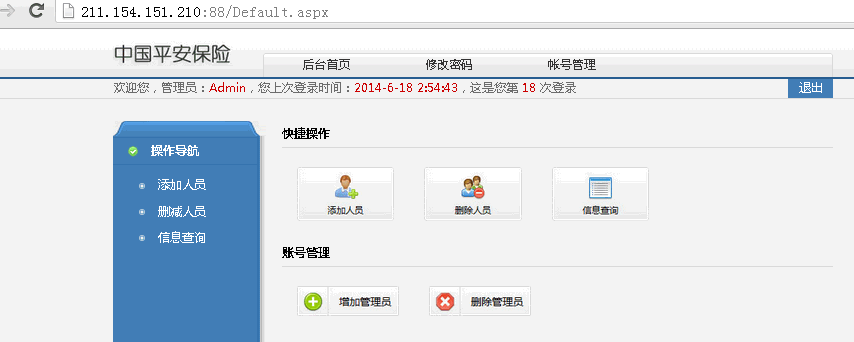 211.154.151.210:88/Default.aspx
中国平安保险
后台首页 修改密码 帐号管理
欢迎您，管理员：Admin，您上次登录时间：2014-6-18 2:54:43，这是您第 18 次登录 退出
操作导航
添加人员
删减人员
信息查询
快捷操作
添加人员 删除人员 信息查询
账号管理
增加管理员 删除管理员